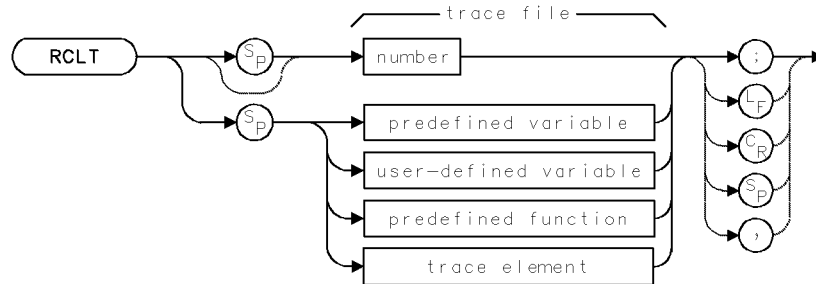 trace file
RCLT
SP
number
;
LF
SP
predefined variable
CR
user-defined variable
SP
predefined function
,
trace element